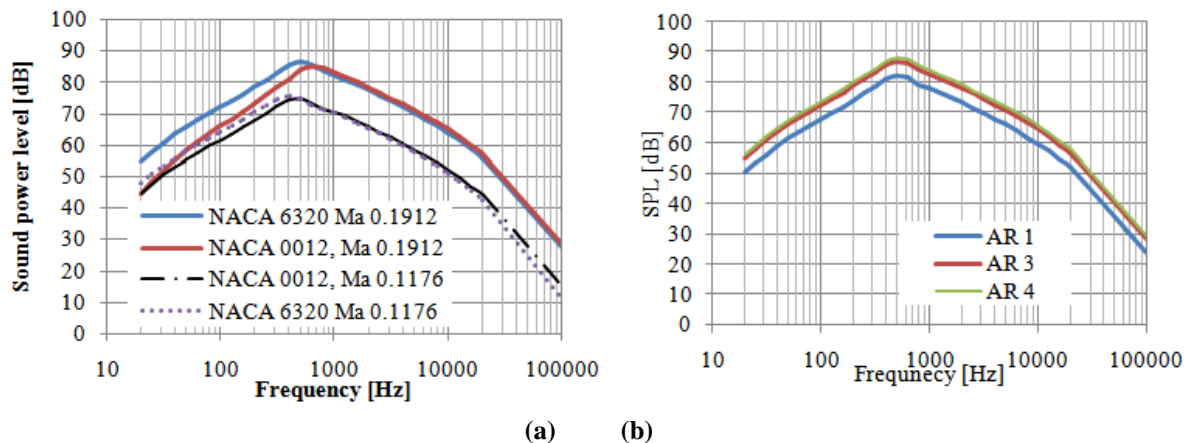 Sound power level [dB]
100
90
80
70
60
50
40
30
20
10
0
NACA 6320 Ma 0.1912
NACA 0012, Ma 0.1912
NACA 0012, Ma 0.1176
NACA 6320 Ma 0.1176
10 100 1000 10000 100000
Frequency [Hz]
SPL [dB]
100
90
80
70
60
50
40
30
20
10
0
AR 1
AR 3
AR 4
10 100 1000 10000 100000
Frequnecy [Hz]
(a) (b)